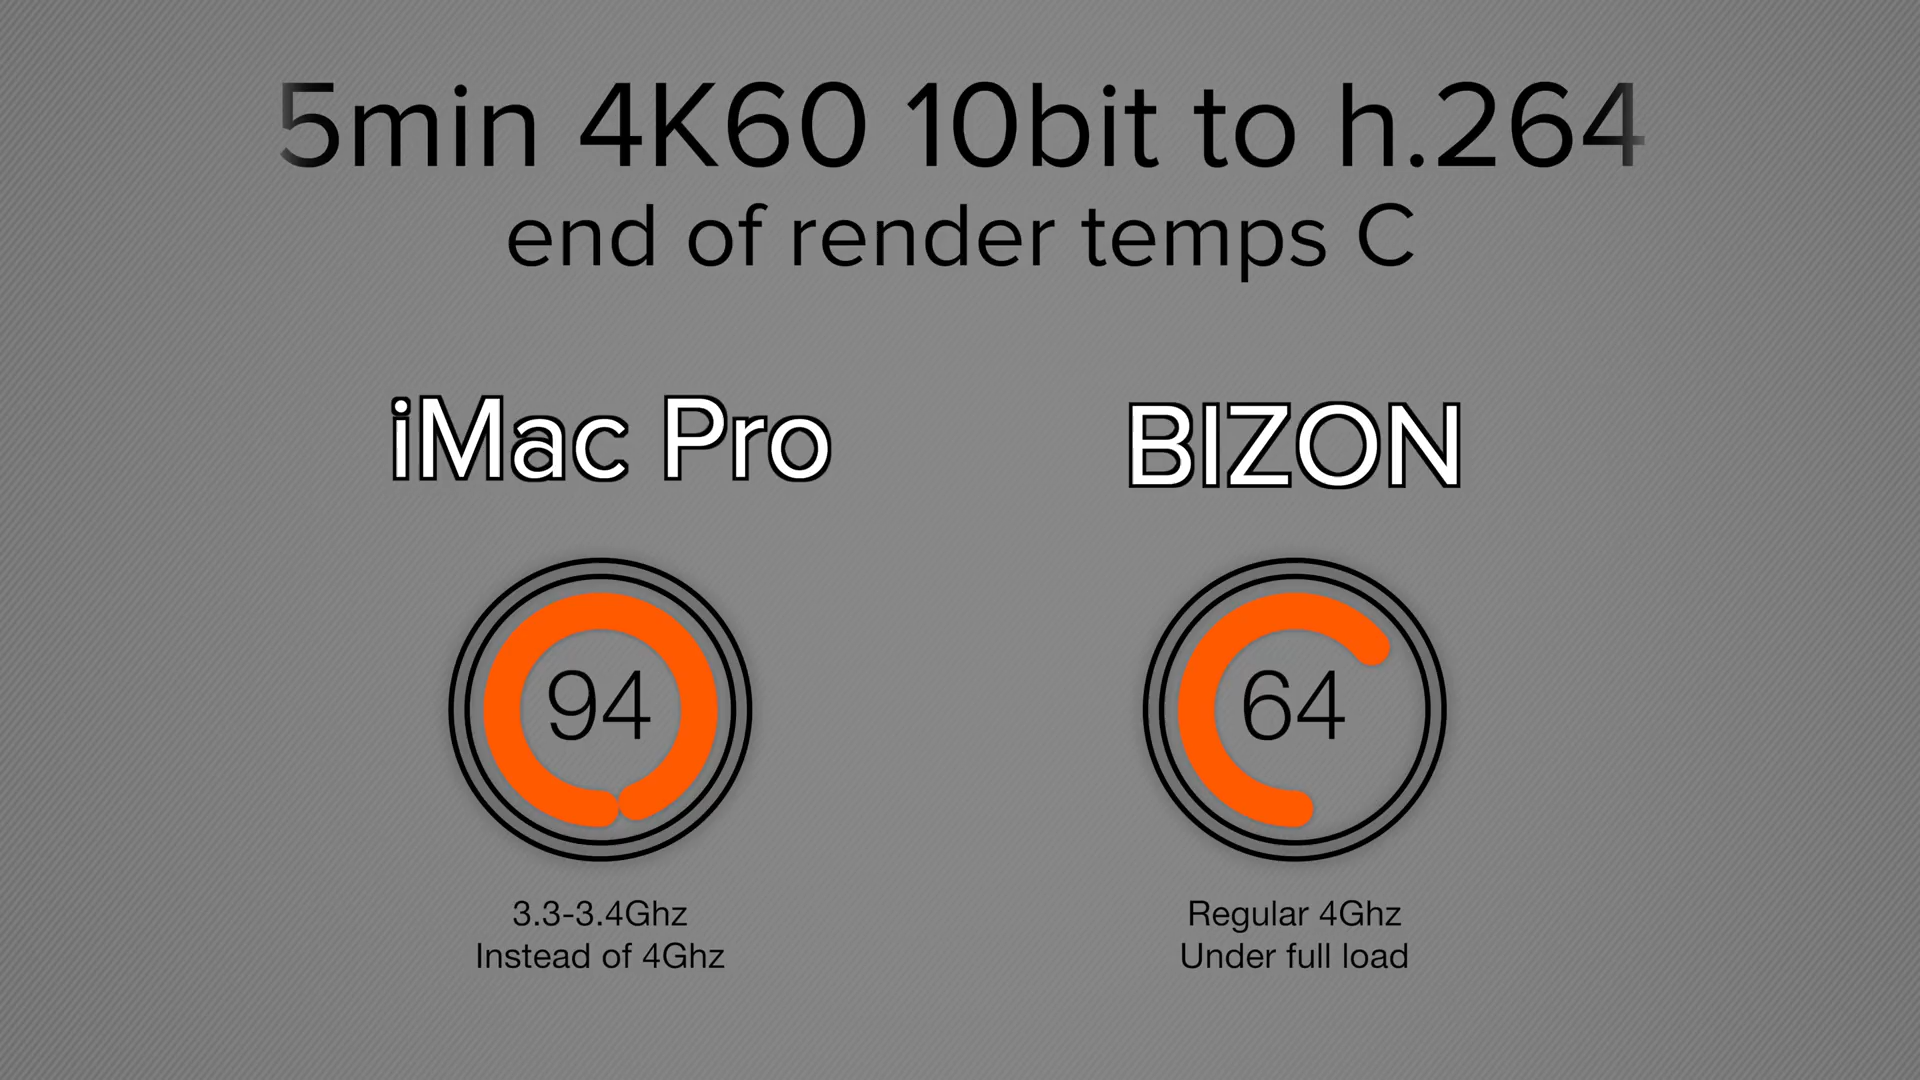 5min 4K60 10bit to h.264
end of render temps C
iMac Pro
BIZON
94
64
3.3-3.4Ghz
Instead of 4Ghz
Regular 4Ghz
Under full load